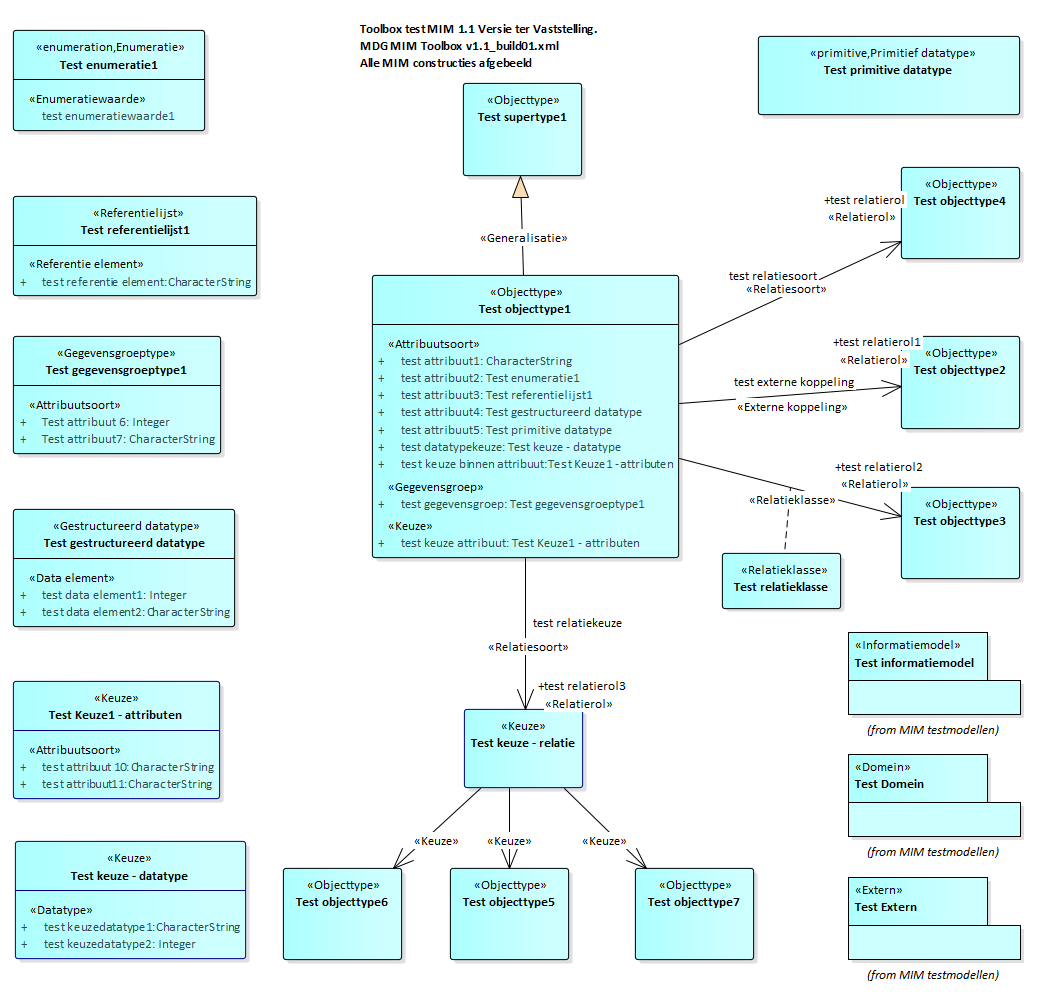 Toolbox test MIM 1.1 Versie ter Vaststelling.
MDG MIM Toolbox v1.1_build01.xml
Alle MIM constructies afgebeeld
«enumeration,Enumeratie»
Test enumeratie1
«Enumeratiewaarde»
test enumeratiewaarde1
«Objecttype»
Test supertype1
«primitive,Primitief datatype»
Test primitive datatype
«Referentielijst»
Test referentielijst1
«Referentie element»
+ test referentie element: CharacterString
«Generalisatie»
+test relatierol
«Relatierol»
«Objecttype»
Test objecttype4
test relatiesoort
«Relatiesoort»
«Objecttype»
Test objecttype1
«Attribuutsoort»
+ test attribuut1: CharacterString
+ test attribuut2: Test enumeratie1
+ test attribuut3: Test referentielijst1
+ test attribuut4: Test gestructureerd datatype
+ test attribuut5: Test primitive datatype
+ test datatypekeuze: Test keuze - datatype
+ test keuze binnen attribuut: Test Keuze1 - attributen
«Gegevensgroep»
+ test gegevensgroep: Test gegevensgroeptype1
«Keuze»
+ test keuze attribuut: Test Keuze1 - attributen
«Gegevensgroeptype»
Test gegevensgroeptype1
«Attribuutsoort»
+ Test attribuut 6: Integer
+ Test attribuut7: CharacterString
+test relatierol1
«Relatierol»
«Objecttype»
Test objecttype2
test externe koppeling
«Externe koppeling»
+test relatierol2
«Relatierol»
«Objecttype»
Test objecttype3
«Relatieklasse»
«Relatieklasse»
Test relatieklasse
«Gestructureerd datatype»
Test gestructureerd datatype
«Data element»
+ test data element1: Integer
+ test data element2: CharacterString
test relatiekeuze
«Relatiesoort»
+test relatierol3
«Relatierol»
«Keuze»
Test keuze - relatie
«Keuze»
Test Keuze1 - attributen
«Attribuutsoort»
+ test attribuut 10: CharacterString
+ test attribuut11: CharacterString
«Informatiemodel»
Test informatiemodel
(from MIM testmodellen)
«Domein»
Test Domein
(from MIM testmodellen)
«Keuze»
Test keuze - datatype
«Datatype»
+ test keuzedatatype1: CharacterString
+ test keuzedatatype2: Integer
«Keuze»
«Keuze»
«Keuze»
«Objecttype»
Test objecttype6
«Objecttype»
Test objecttype5
«Objecttype»
Test objecttype7
«Extern»
Test Extern
(from MIM testmodellen)